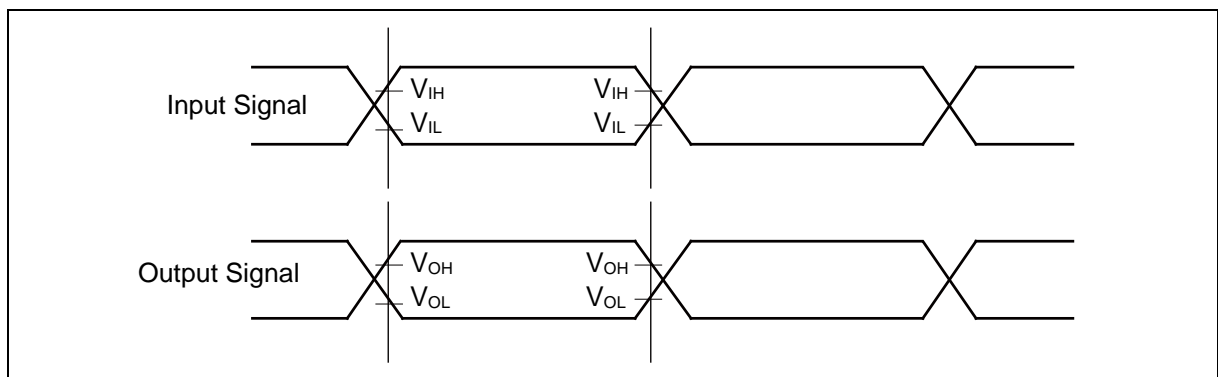 Input Signal
VIH
VIH
VIL
VIL
Output Signal
VOH
VOH
VOL
VOL